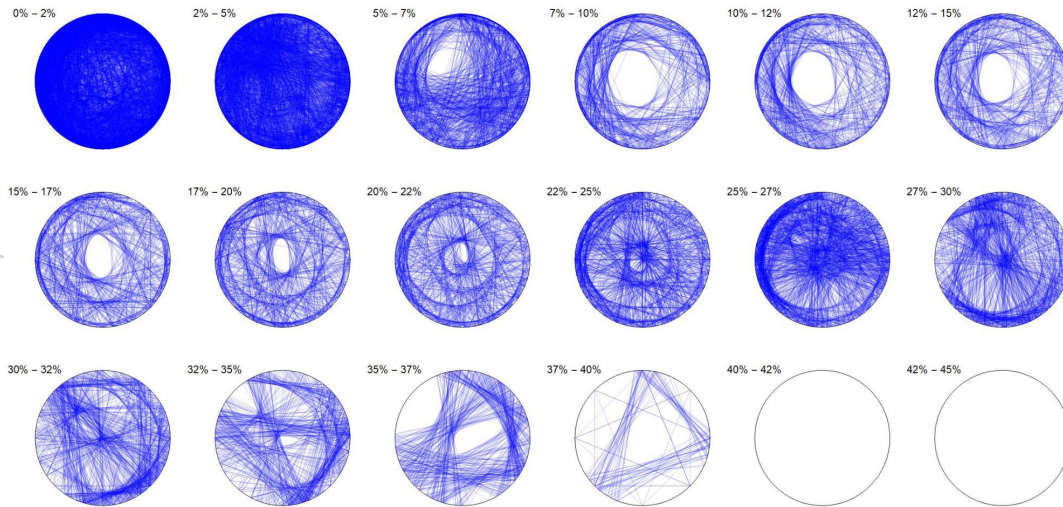 0% – 2%
2% – 5%
5% – 7%
7% – 10%
10% – 12%
12% – 15%
15% – 17%
17% – 20%
20% – 22%
22% – 25%
25% – 27%
27% – 30%
30% – 32%
32% – 35%
35% – 37%
37% – 40%
40% – 42%
42% – 45%